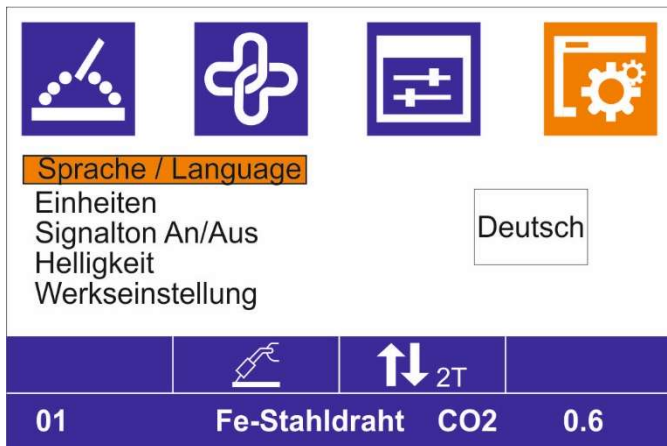 Sprache / Language
Einheiten
Signalton An/Aus
Helligkeit
Werkseinstellung
Deutsch
2T
01 Fe-Stahldraht CO2 0.6